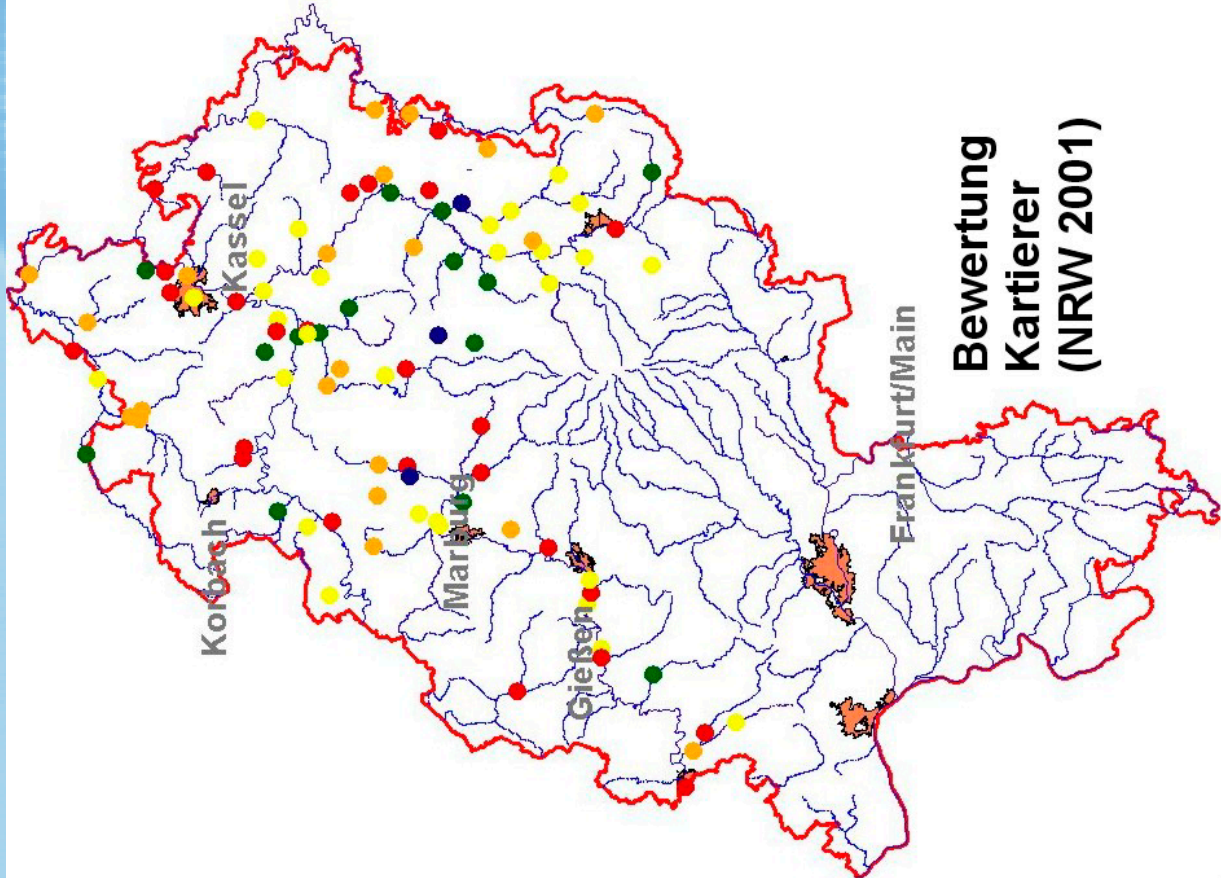 Kassel
Korbach
Marburg
Gießen
Frankfurt/Main
Bewertung
Kartierer
(NRW 2001)